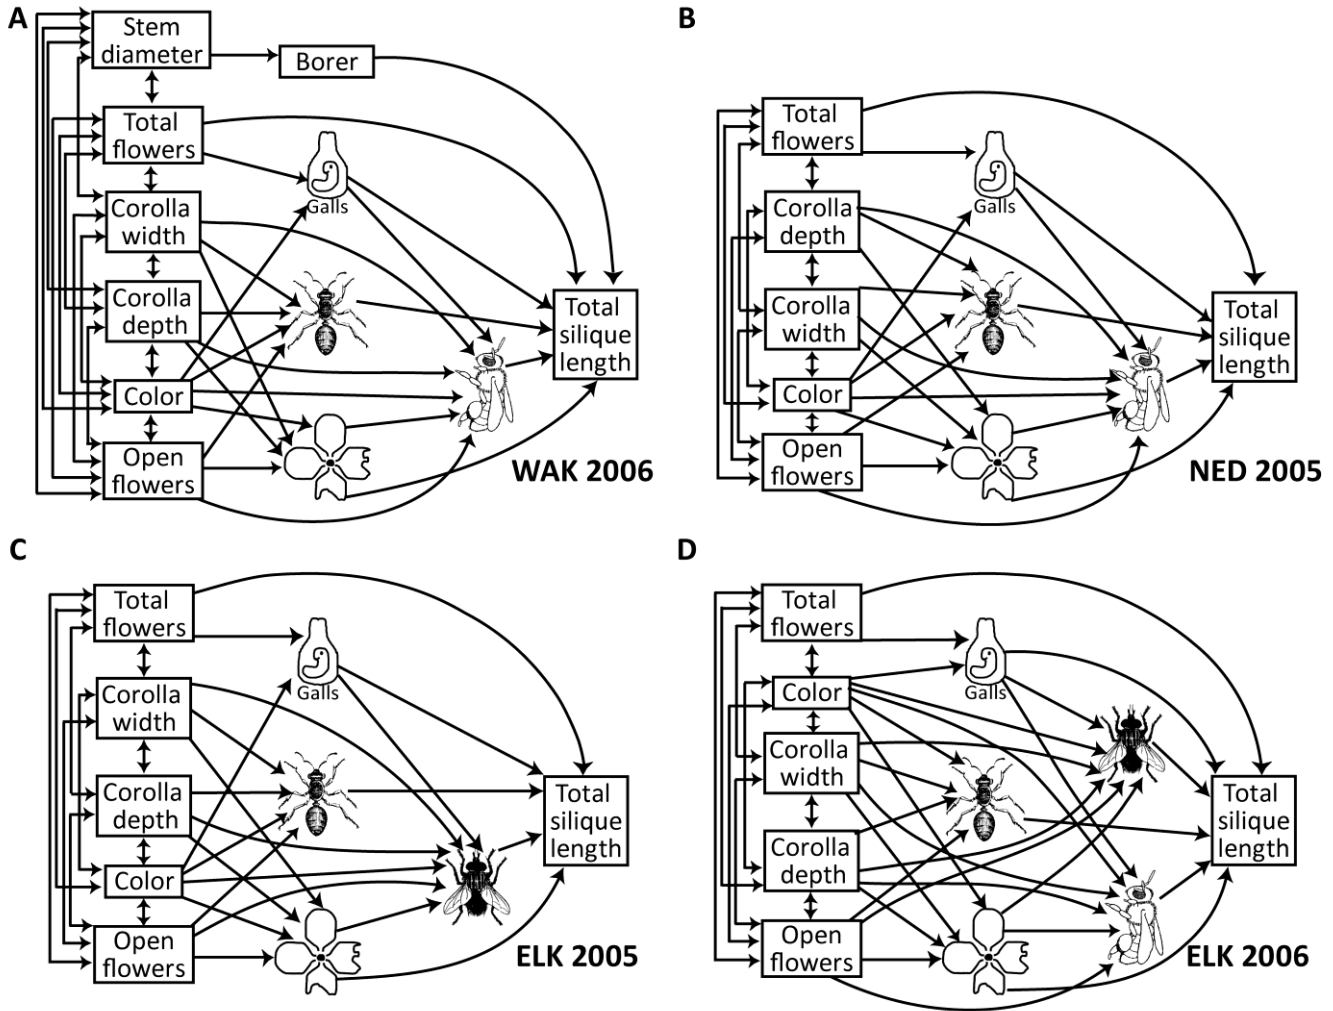 A
Stem
diameter
Borer
Total
flowers
Galls
Corolla
width
Corolla
depth
Color
Open
flowers
Total
silique
length
WAK 2006
B
Total
flowers
Galls
Corolla
depth
Corolla
width
Color
Open
flowers
Total
silique
length
NED 2005
C
Total
flowers
Galls
Corolla
width
Corolla
depth
Color
Open
flowers
Total
silique
length
ELK 2005
D
Total
flowers
Galls
Color
Corolla
width
Corolla
depth
Open
flowers
Total
silique
length
ELK 2006